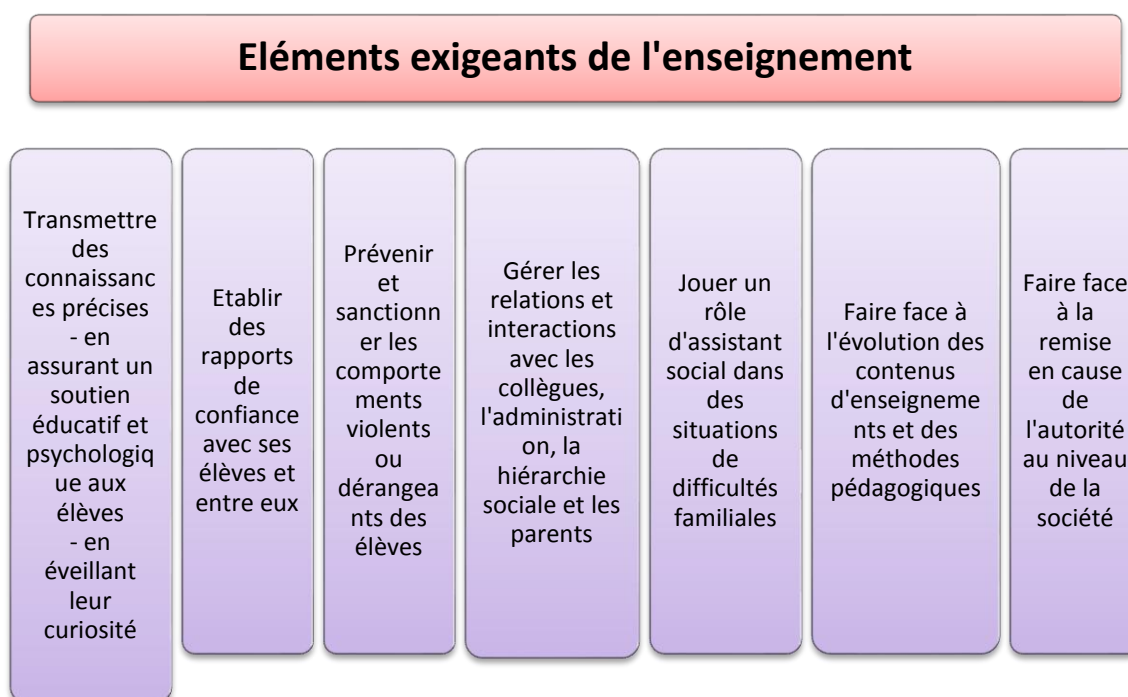 Eléments exigeants de l'enseignement
Transmettre
des
connaissanc
es précises
- en
assurant un
soutien
éducatif et
psychologiq
ue aux
élèves
- en
éveillant
leur
curiosité
Etablir
des
rapports
de
confiance
avec ses
élèves et
entre eux
Prévenir
et
sanctionn
er les
comporte
ments
violents
ou
dérangea
nts des
élèves
Gérer les
relations et
interactions
avec les
collègues,
l'administrati
on, la
hiérarchie
sociale et les
parents
Jouer un
rôle
d'assistant
social dans
des
situations
de
difficultés
familiales
Faire face à
l'évolution des
contenus
d'enseigneme
nts et des
méthodes
pédagogiques
Faire face
à la
remise
en cause
de
l'autorité
au niveau
de la
société